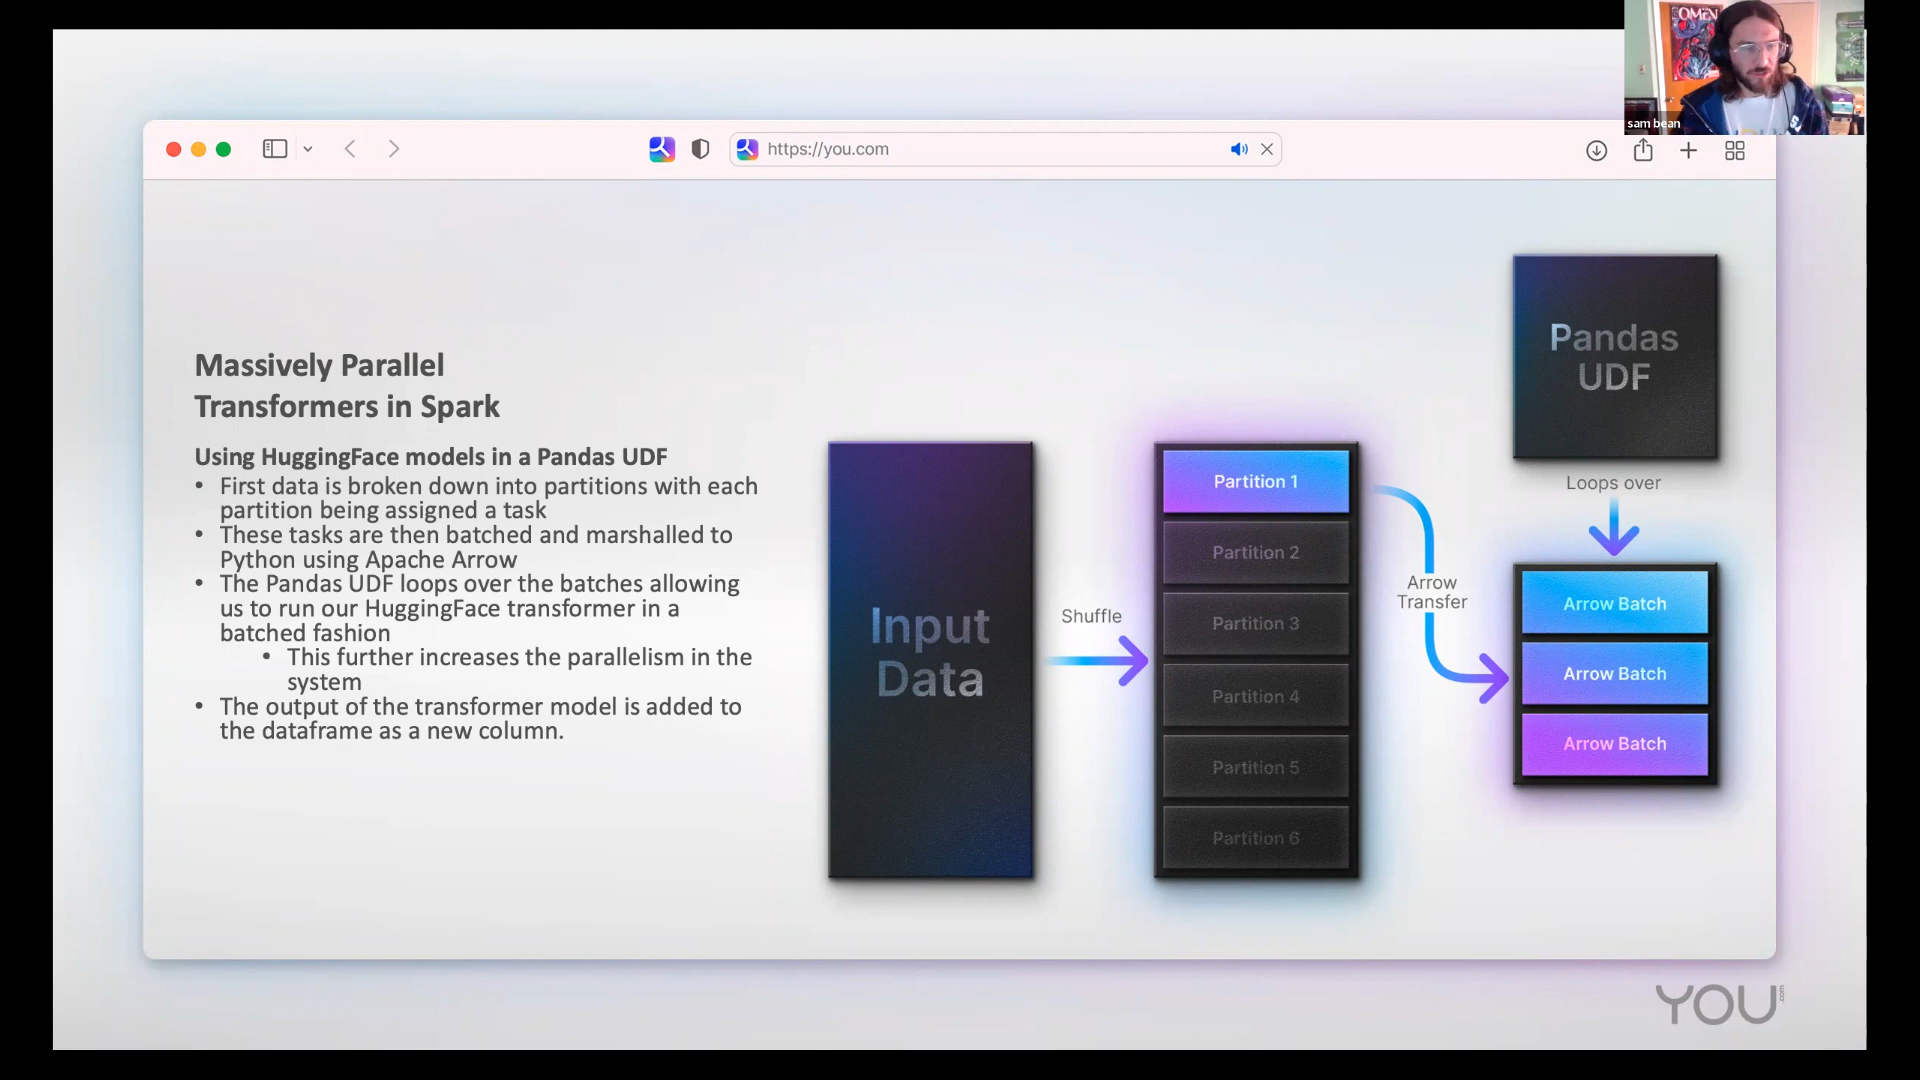 OMEN
sam bean
https://you.com
Massively Parallel
Transformers in Spark
Using HuggingFace models in a Pandas UDF
• First data is broken down into partitions with each
partition being assigned a task
• These tasks are then batched and marshalled to
Python using Apache Arrow
• The Pandas UDF loops over the batches allowing
us to run our HuggingFace transformer in a
batched fashion
• This further increases the parallelism in the
system
• The output of the transformer model is added to
the dataframe as a new column.
Input
Data
Shuffle
Partition 1
Partition 2
Partition 3
Partition 4
Partition 5
Partition 6
Arrow
Transfer
Pandas
UDF
Loops over
Arrow Batch
Arrow Batch
Arrow Batch
YOU.com